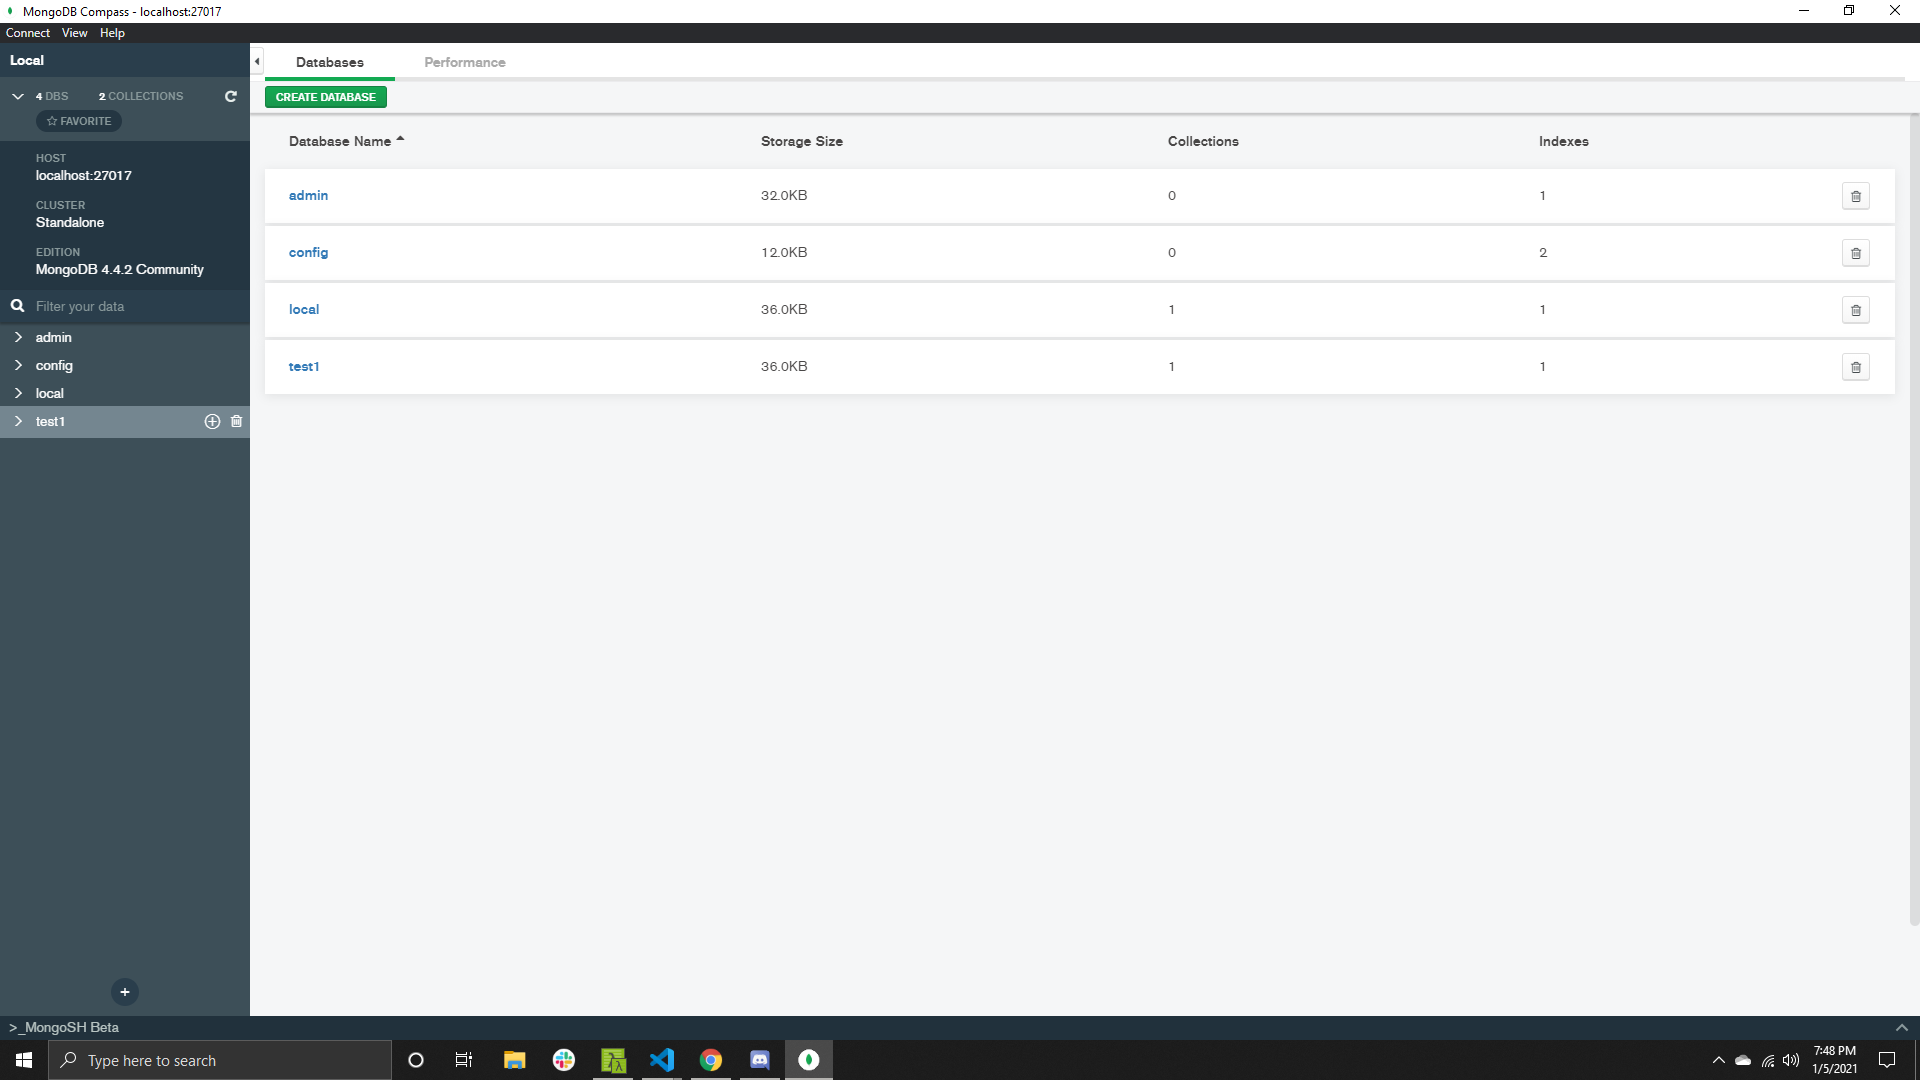 MongoDB Compass - localhost:27017
Connect View Help
Local
4 DBS 2 COLLECTIONS
FAVORITE
HOST
localhost:27017
CLUSTER
Standalone
EDITION
MongoDB 4.4.2 Community
Filter your data
admin
config
local
test1
Databases Performance
CREATE DATABASE
Database Name Storage Size Collections Indexes
admin 32.0KB 0 1
config 12.0KB 0 2
local 36.0KB 1 1
test1 36.0KB 1 1
>_MongoSH Beta
Type here to search
7:48 PM
1/5/2021